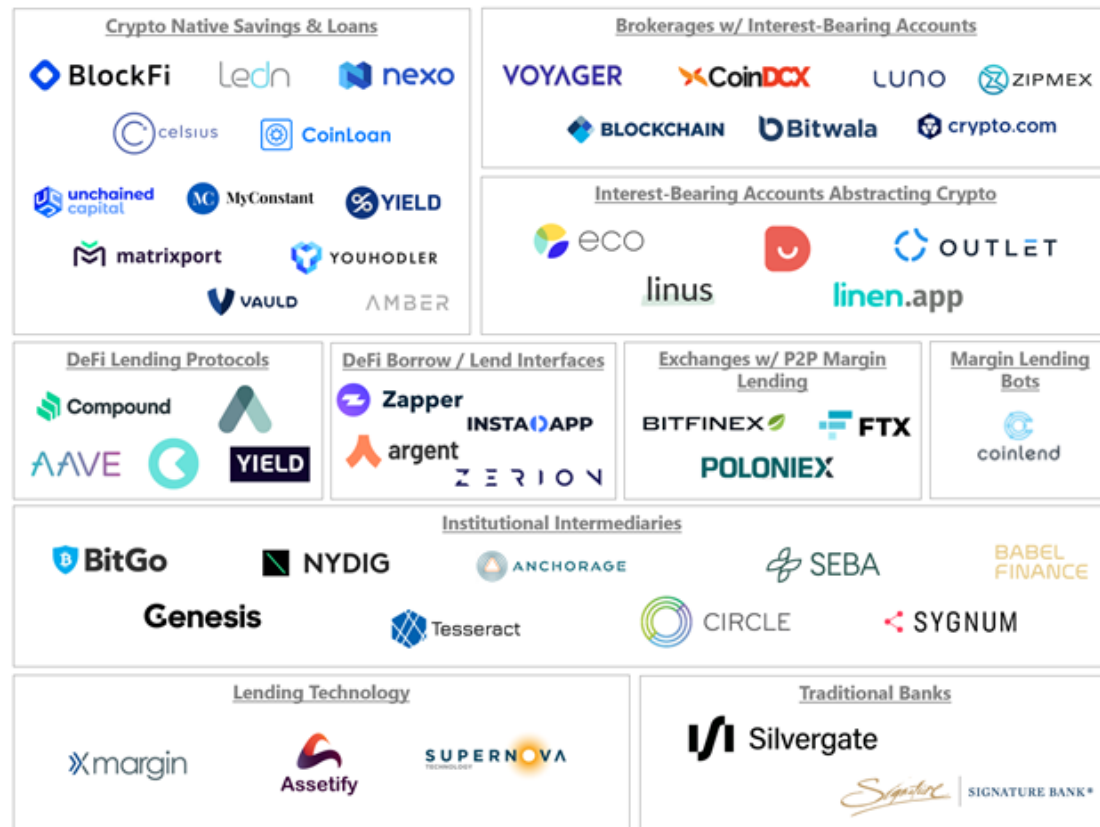 Crypto Native Savings & Loans
BlockFi
Ledn
nexo
celsius
CoinLoan
unchained
capital
MC
MyConstant
YIELD
matrixport
YOUHODLER
VAULD
AMBER
Brokerages w/ Interest-Bearing Accounts
VOYAGER
CoinDCX
LUNO
ZIPMEX
BLOCKCHAIN
Bitwala
crypto.com
Interest-Bearing Accounts Abstracting Crypto
eco
OUTLET
linus
linen.app
DeFi Lending Protocols
Compound
AAVE
YIELD
DeFi Borrow / Lend Interfaces
Zapper
INSTADAPP
argent
ZERION
Exchanges w/ P2P Margin
Lending
BITFINEX
FTX
POLONIEX
Margin Lending
Bots
coinlend
Institutional Intermediaries
BitGo
NYDIG
ANCHORAGE
SEBA
BABEL
FINANCE
Genesis
Tesseract
CIRCLE
SYGNUM
Lending Technology
Xmargin
Assetify
SUPERNOVA
TECHNOLOGY
Traditional Banks
Silvergate
Signature
SIGNATURE BANK®